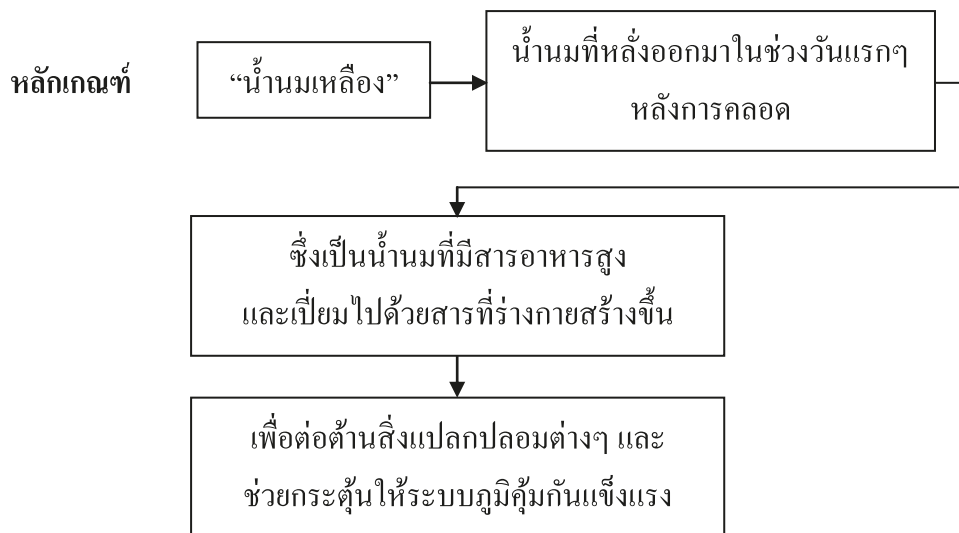 หลักเกณฑ์
“น้ำนมเหลือง”
น้ำนมที่หลั่งออกมาในช่วงวันแรกๆ
หลังการคลอด
ซึ่งเป็นน้ำนมที่มีสารอาหารสูง
และเปี่ยมไปด้วยสารที่ร่างกายสร้างขึ้น
เพื่อต่อต้านสิ่งแปลกปลอมต่างๆ และ
ช่วยกระตุ้นให้ระบบภูมิคุ้มกันแข็งแรง